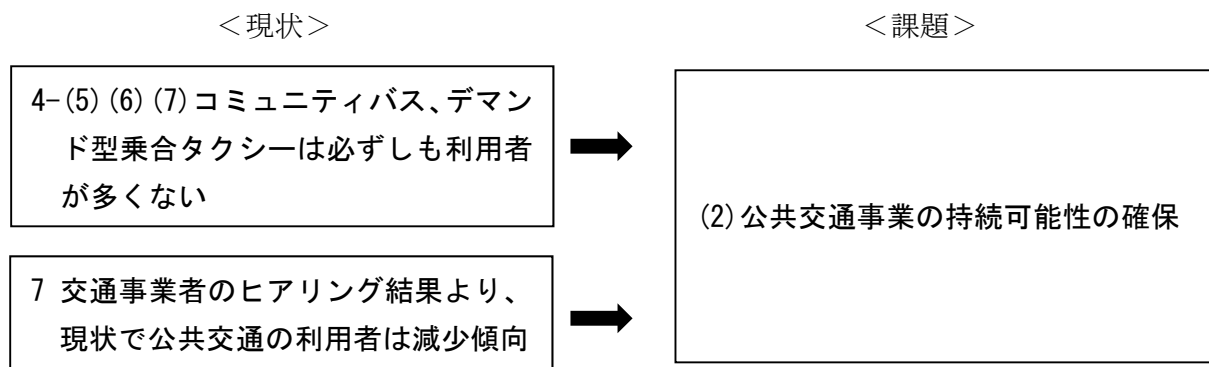 ＜現状＞
＜課題＞
4-(5)(6)(7)コミュニティバス、デマン
ド型乗合タクシーは必ずしも利用者
が多くない
(2)公共交通事業の持続可能性の確保
7 交通事業者のヒアリング結果より、
現状で公共交通の利用者は減少傾向